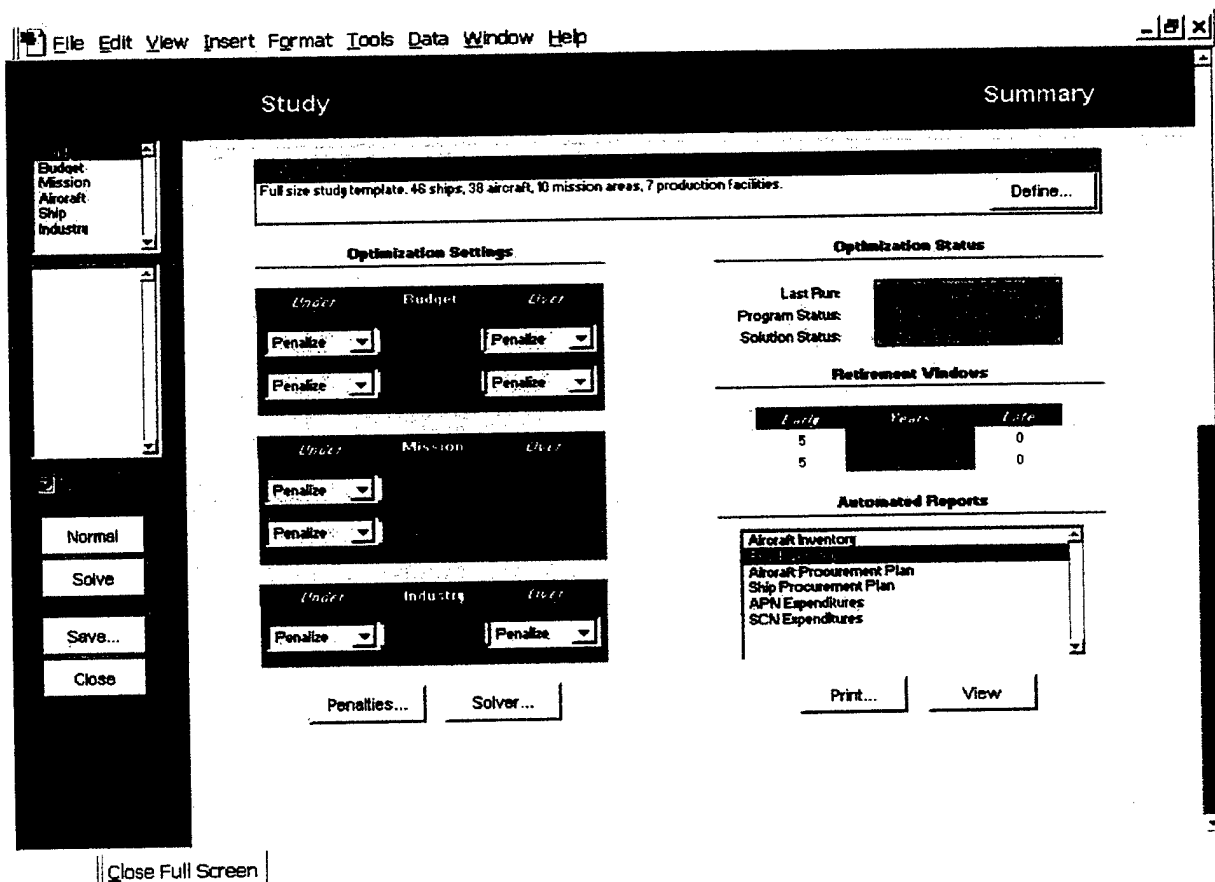 File Edit View Insert Format Tools Data Window Help
Study
Summary
Budget
Mission
Aircraft
Ship
Industry
Full size study template. 46 ships, 38 aircraft, 10 mission areas, 7 production facilities.
Define...
Optimization Settings
Under Budget Over
Penalize Penalize
Penalize Penalize
Under Mission Over
Penalize
Penalize
Under Industry Over
Penalize Penalize
Penalties... Solver...
Optimization Status
Last Run:
Program Status:
Solution Status:
Retirement Windows
Early Years Late
5 0
5 0
Automated Reports
Aircraft Inventory
Aircraft Procurement Plan
Ship Procurement Plan
APN Expenditures
SCN Expenditures
Print... View
Normal
Solve
Save...
Close
Close Full Screen